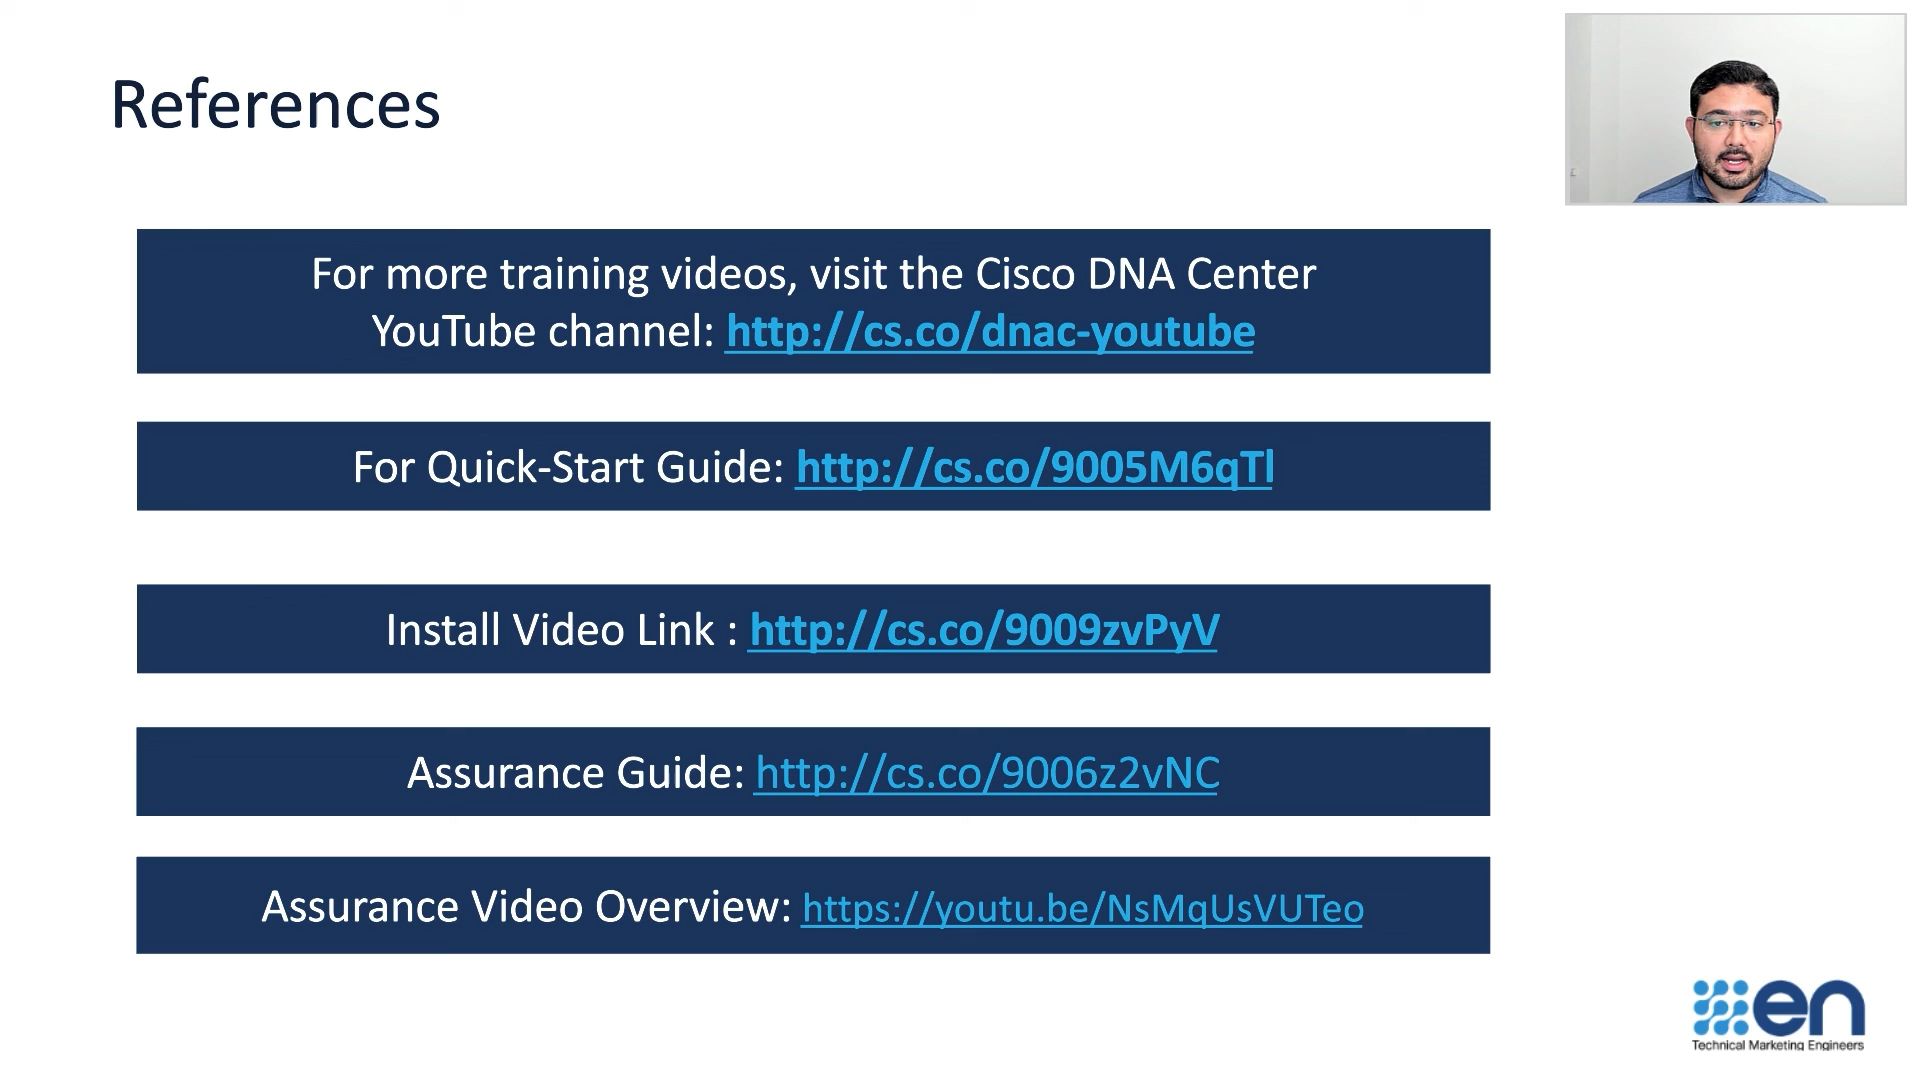 References
For more training videos, visit the Cisco DNA Center
YouTube channel: http://cs.co/dnac-youtube
For Quick-Start Guide: http://cs.co/9005M6qTl
Install Video Link : http://cs.co/9009zvPyV
Assurance Guide: http://cs.co/9006z2vNC
Assurance Video Overview: https://youtu.be/NsMqUsVUTeo
en
Technical Marketing Engineers